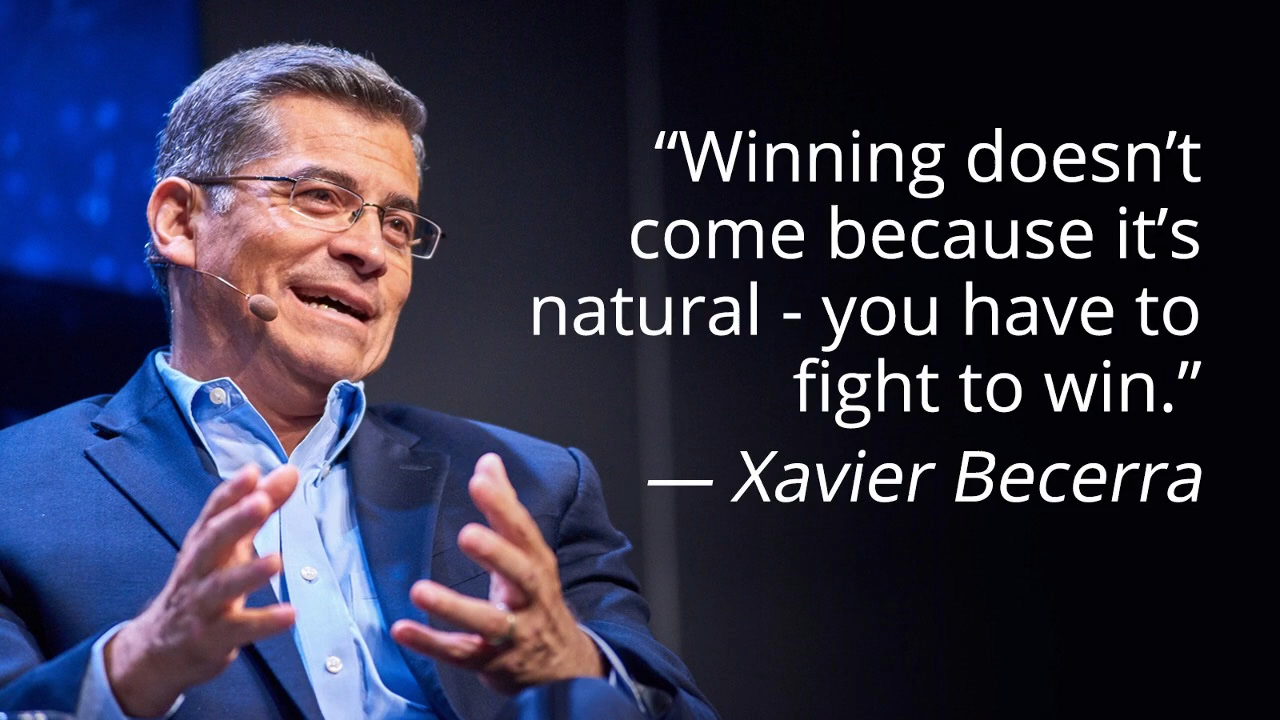 “Winning doesn’t
come because it’s
natural - you have to
fight to win.”
— Xavier Becerra